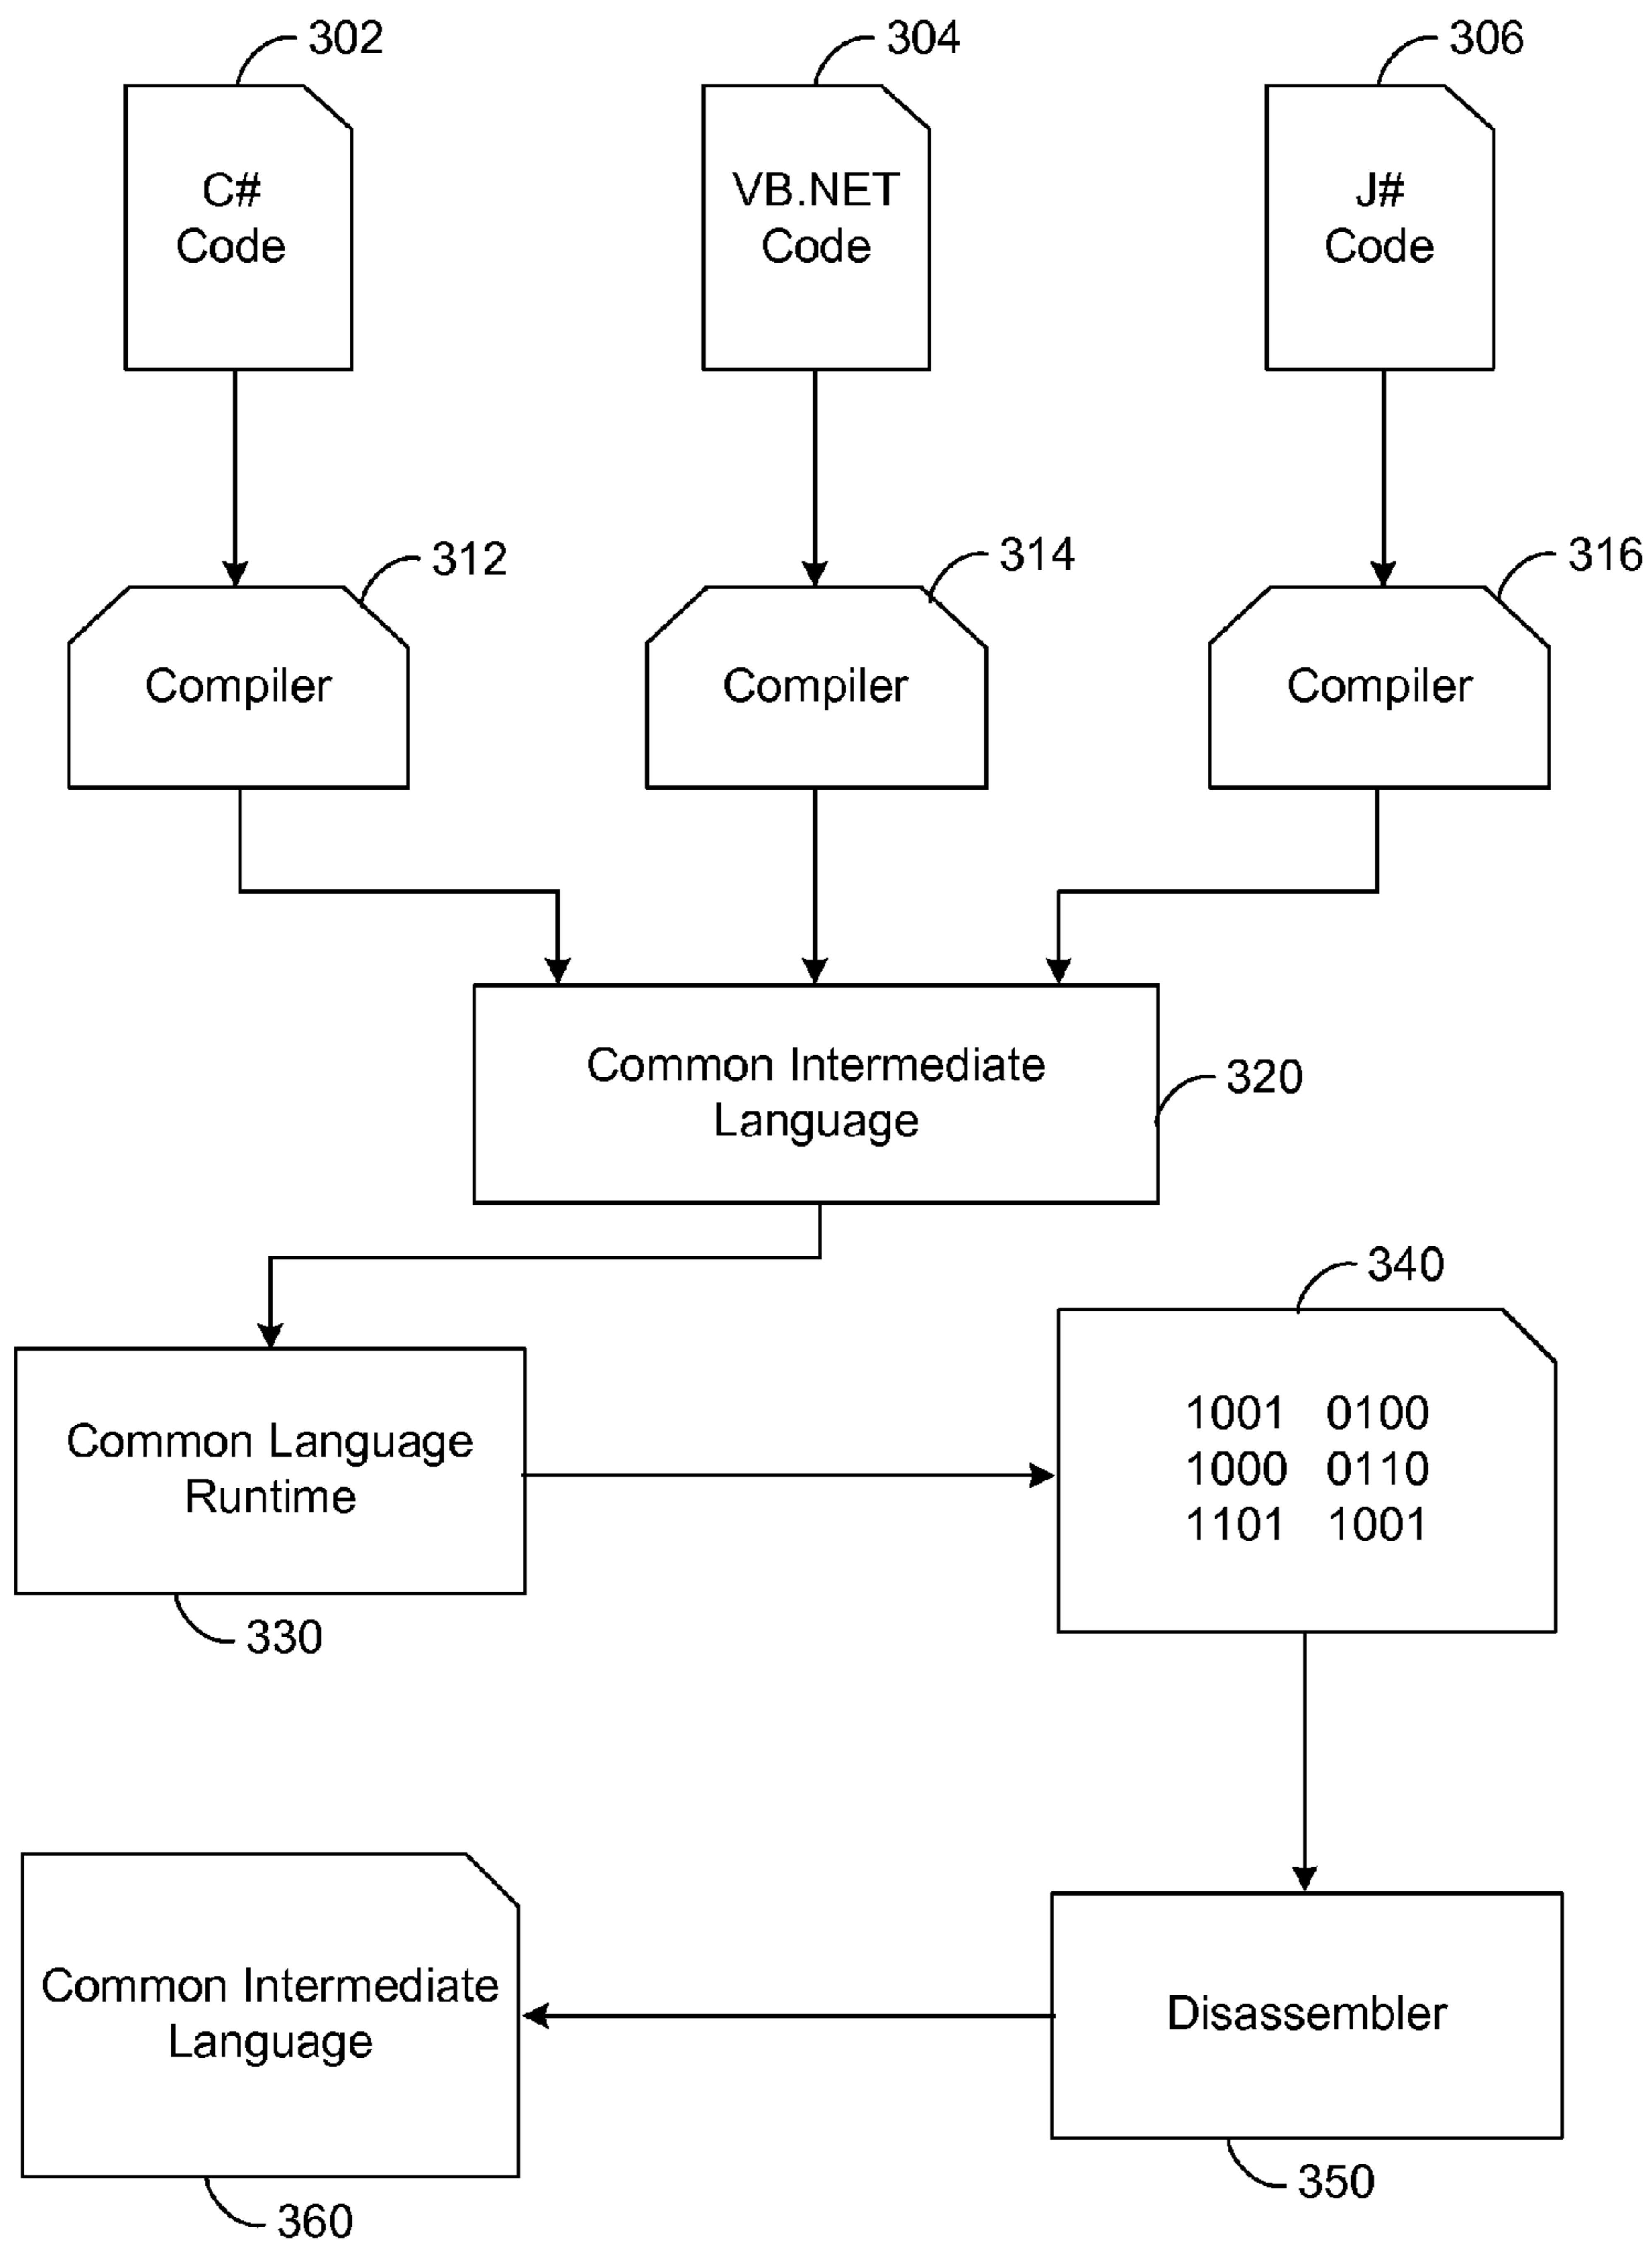 302
304
306
C#
Code
VB.NET
Code
J#
Code
312
314
316
Compiler
Compiler
Compiler
Common Intermediate
Language
320
340
1001 0100
1000 0110
1101 1001
Common Language
Runtime
330
Common Intermediate
Language
Disassembler
350
360